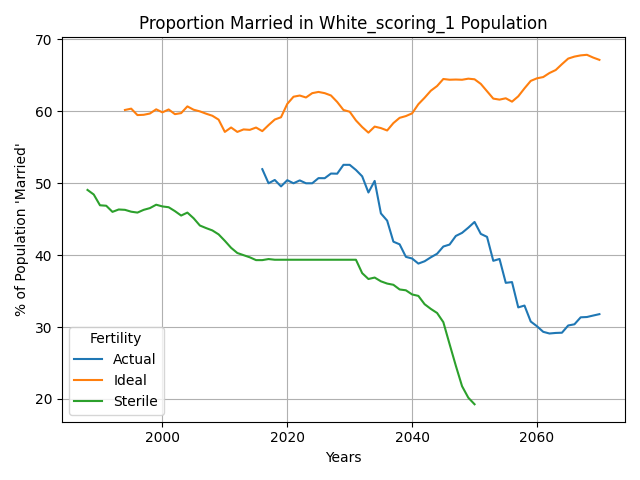 Proportion Married in White_scoring_1 Population
% of Population 'Married'
70
60
50
40
30
20
Fertility
Actual
Ideal
Sterile
2000 2020 2040 2060
Years